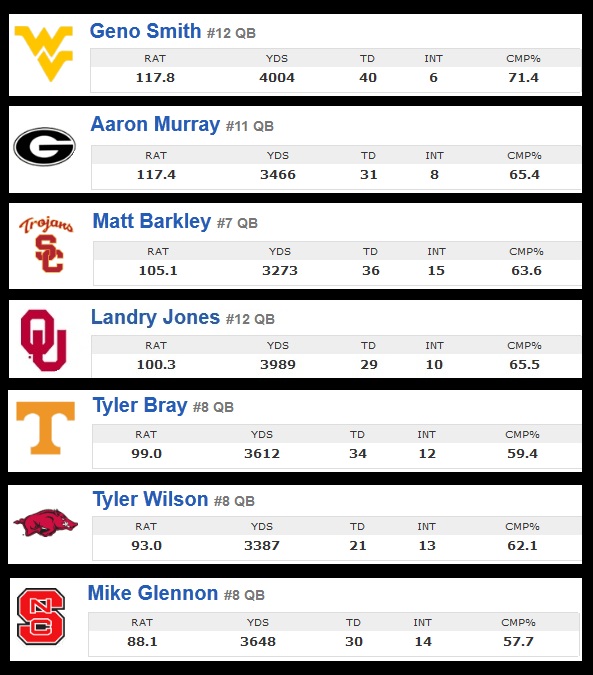 Geno Smith #12 QB
RAT YDS TD INT CMP%
117.8 4004 40 6 71.4
Aaron Murray #11 QB
G
RAT YDS TD INT CMP%
117.4 3466 31 8 65.4
Trojans
SC
Matt Barkley #7 QB
RAT YDS TD INT CMP%
105.1 3273 36 15 63.6
OU
Landry Jones #12 QB
RAT YDS TD INT CMP%
100.3 3989 29 10 65.5
T
Tyler Bray #8 QB
RAT YDS TD INT CMP%
99.0 3612 34 12 59.4
Tyler Wilson #8 QB
RAT YDS TD INT CMP%
93.0 3387 21 13 62.1
NCS
Mike Glennon #8 QB
RAT YDS TD INT CMP%
88.1 3648 30 14 57.7